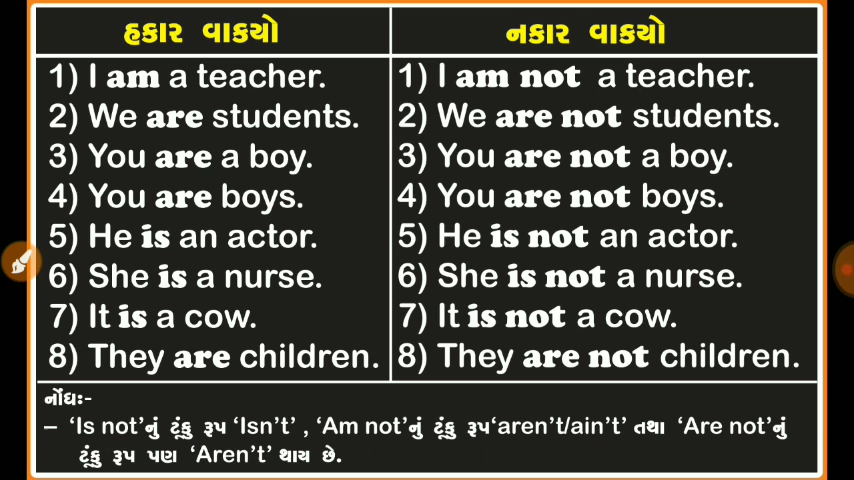 હકાર વાકયો
નકાર વાકયો
1) I am a teacher.
2) We are students.
3) You are a boy.
4) You are boys.
5) He is an actor.
6) She is a nurse.
7) It is a cow.
8) They are children.
1) I am not a teacher.
2) We are not students.
3) You are not a boy.
4) You are not boys.
5) He is not an actor.
6) She is not a nurse.
7) It is not a cow.
8) They are not children.
નોંધઃ-
– ‘Is not’નું ટૂંકુ રૂપ ‘Isn’t’ , ‘Am not’નું ટૂંકુ રૂપ‘aren’t/ain’t’ તથા ‘Are not’નું
ટૂંકુ રૂપ પણ ‘Aren’t’ થાય છે.